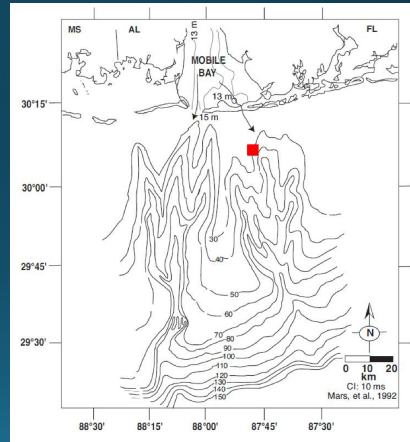 MS AL FL
13 m
MOBILE
BAY
13 m
15 m
30°15'
30°00'
29°45'
29°30'
30
40
50
60
70
80
90
100
110
120
130
140
150
N
0 10 20
km
CI: 10 ms
Mars, et al., 1992
88°30' 88°15' 88°00' 87°45' 87°30'